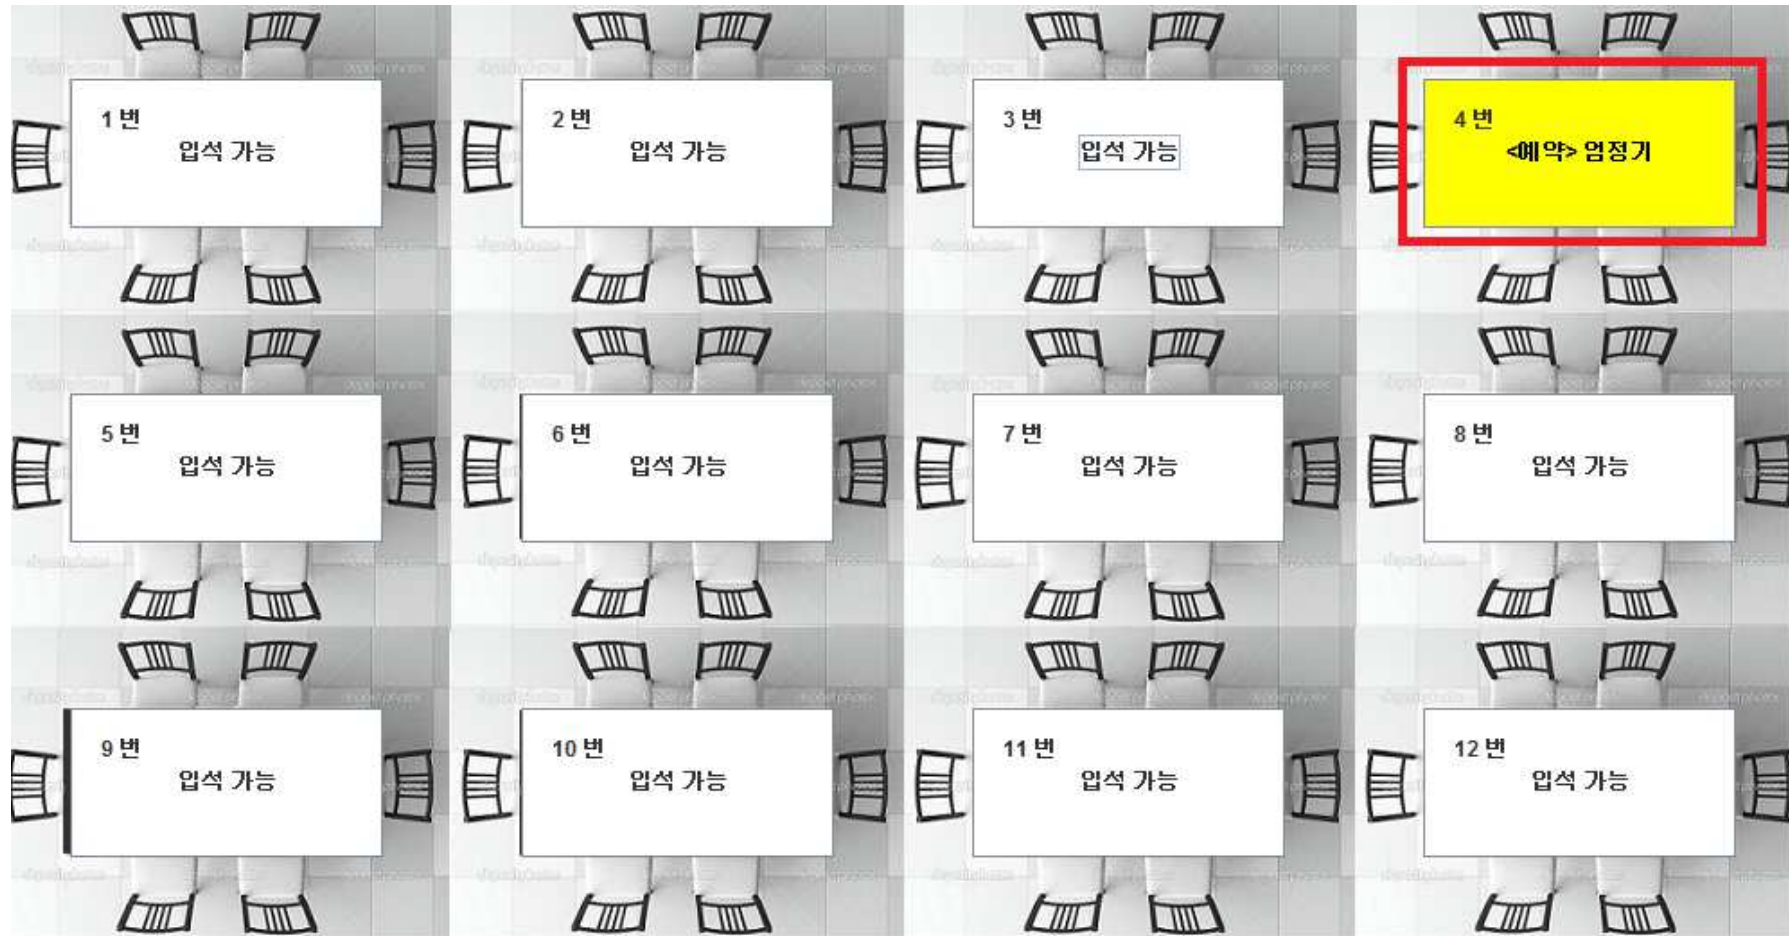 1 번
입석 가능
2 번
입석 가능
3 번
입석 가능
4 번
<예약> 엄정기
5 번
입석 가능
6 번
입석 가능
7 번
입석 가능
8 번
입석 가능
9 번
입석 가능
10 번
입석 가능
11 번
입석 가능
12 번
입석 가능